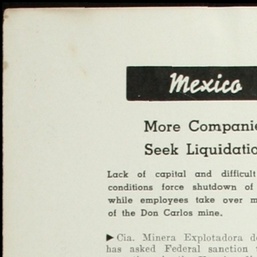 Mexico
More Companie
Seek Liquidatio
Lack of capital and difficult
conditions force shutdown of
while employees take over m
of the Don Carlos mine.
► Cia. Minera Explotadora d
has asked Federal sanction